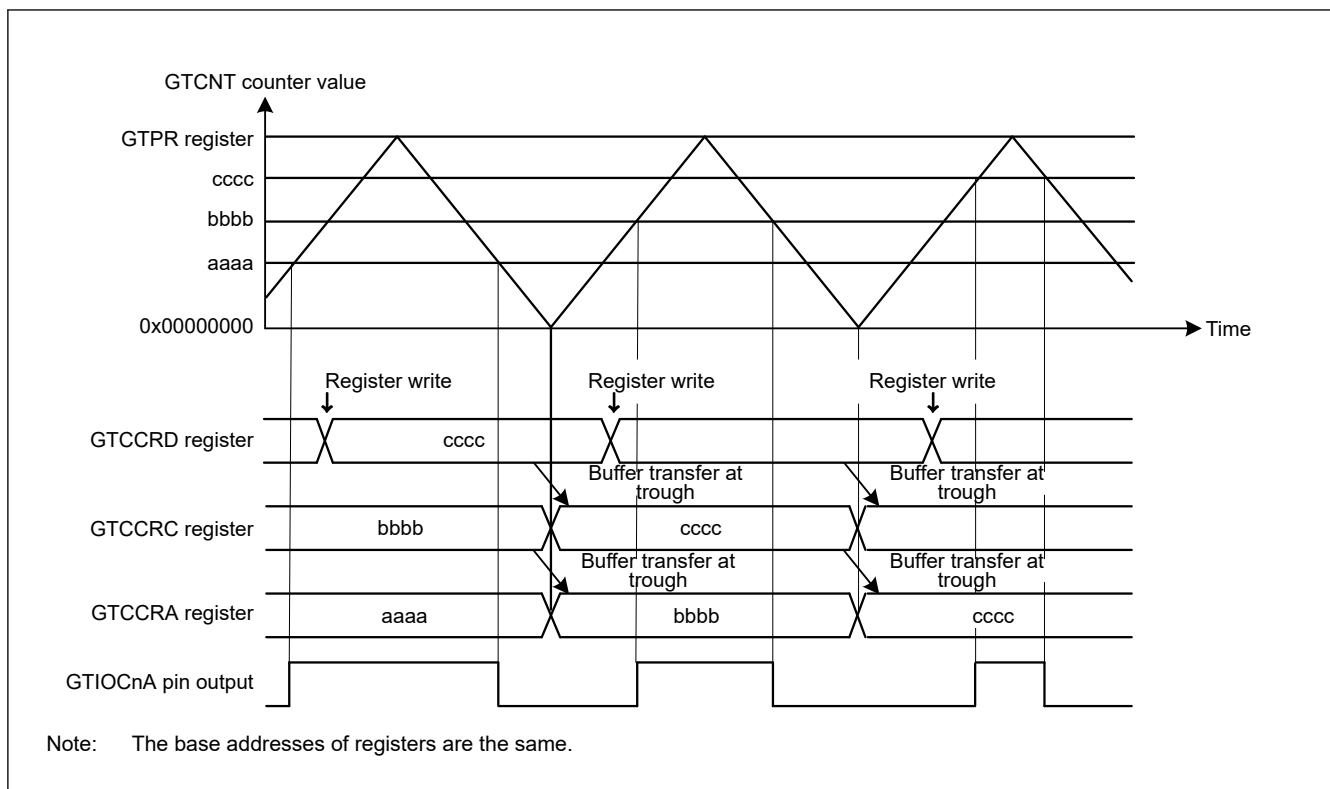 GTCNT counter value
GTPR register
cccc
bbbb
aaaa
0x00000000
Time
Register write
Register write
Register write
GTCCRD register
cccc
Buffer transfer at
trough
Buffer transfer at
trough
GTCCRC register
bbbb
cccc
Buffer transfer at
trough
Buffer transfer at
trough
GTCCRA register
aaaa
bbbb
cccc
GTIOCnA pin output
Note: The base addresses of registers are the same.